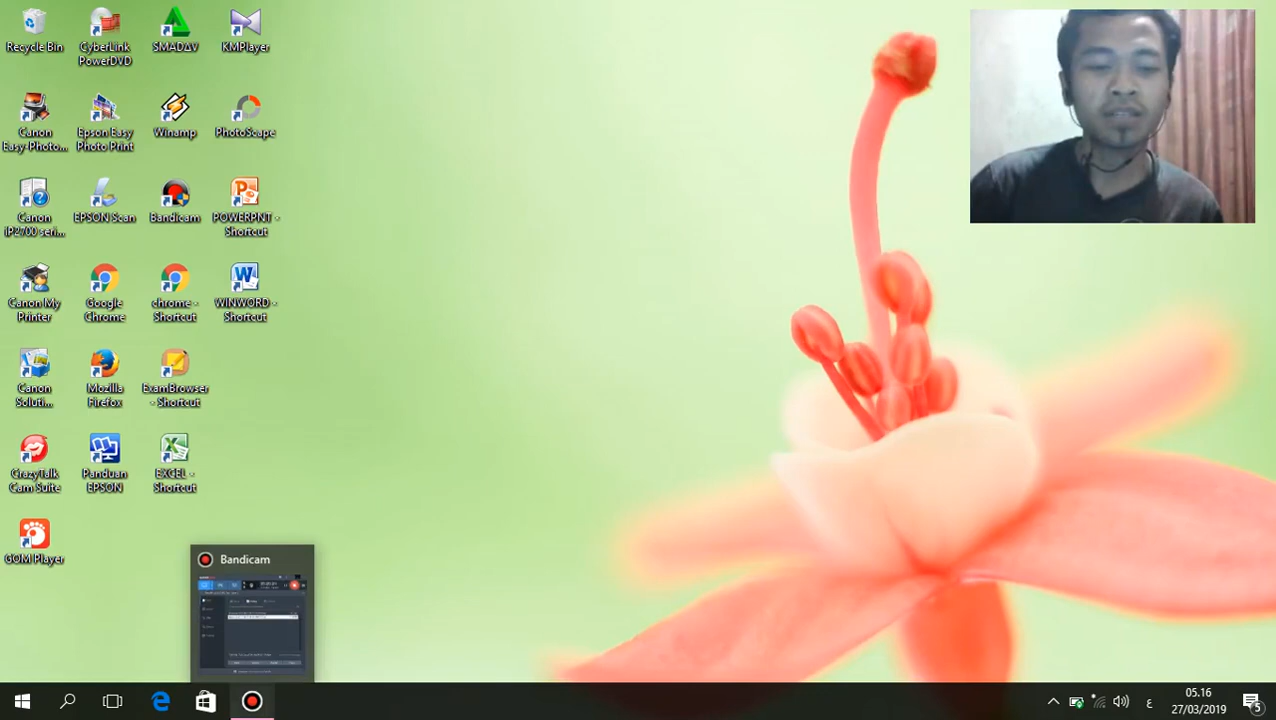 Recycle Bin
CyberLink PowerDVD
SMADΔV
KMPlayer
Canon Easy-Photo...
Epson Easy Photo Print
Winamp
PhotoScape
Canon iP2700 seri...
EPSON Scan
Bandicam
POWERPNT - Shortcut
Canon My Printer
Google Chrome
chrome - Shortcut
WINWORD - Shortcut
Canon Soluti...
Mozilla Firefox
ExamBrowser - Shortcut
CrazyTalk Cam Suite
Panduan EPSON
EXCEL - Shortcut
GOM Player
Bandicam
ع
05.16
27/03/2019
5